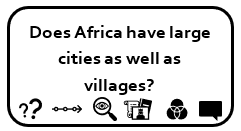 Does Africa have large
cities as well as
villages?
??